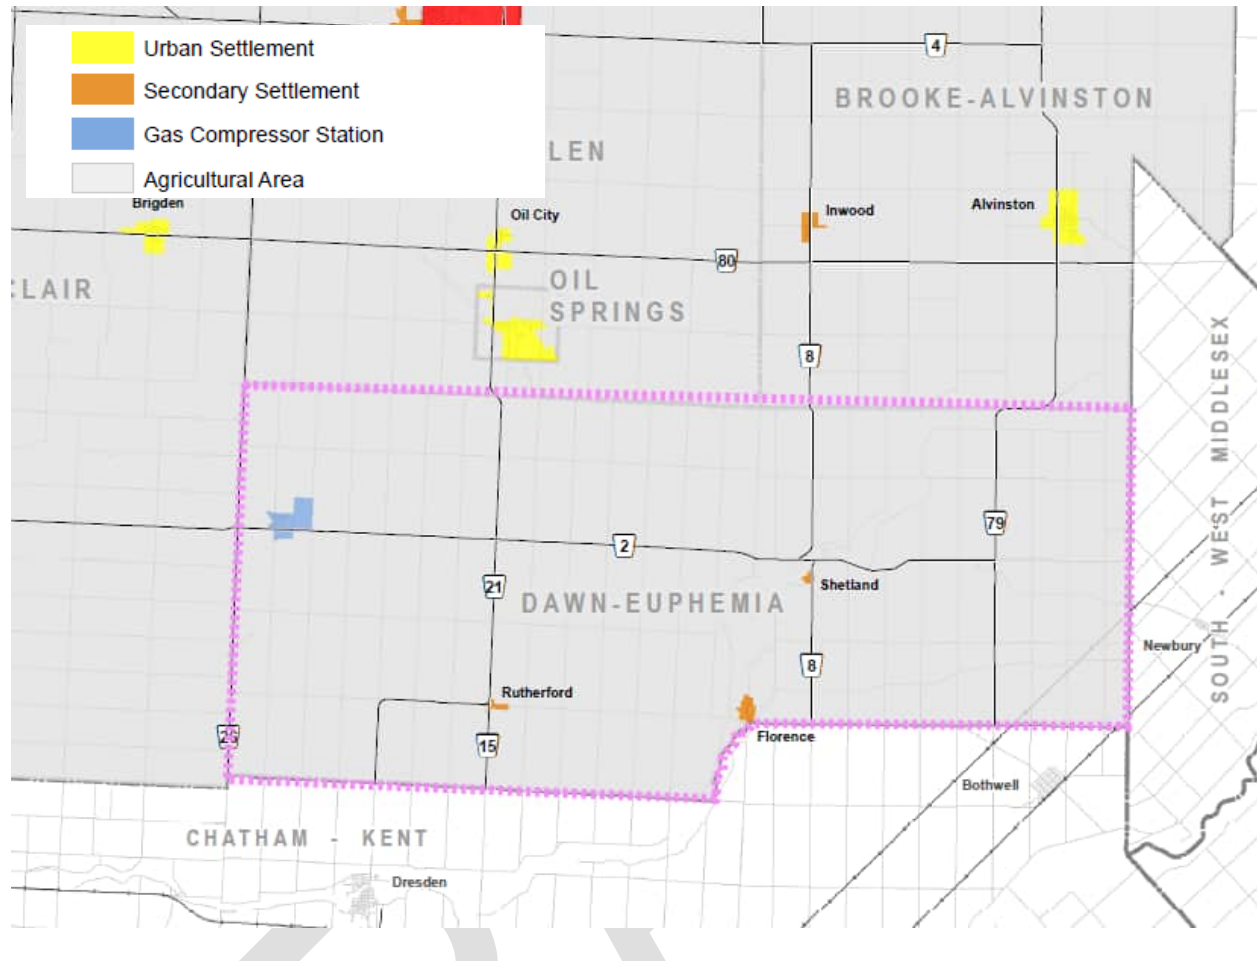 Urban Settlement
Secondary Settlement
Gas Compressor Station
Agricultural Area
4
BROOKE-ALVINSTON
LEN
Brigden
Oil City
Inwood
Alvinston
80
CLAIR
OIL
SPRINGS
8
SOUTH - WEST MIDDLESEX
79
2
21
Shetland
DAWN-EUPHEMIA
Newbury
8
Rutherford
Florence
15
Bothwell
CHATHAM - KENT
Dresden